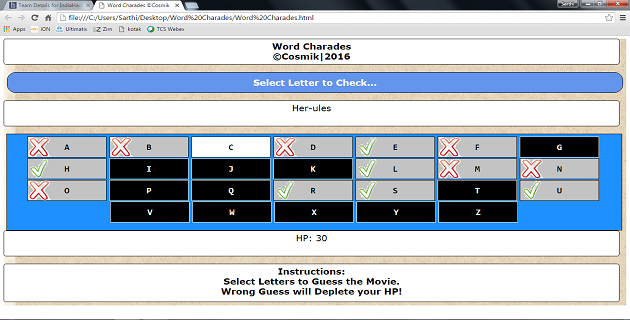 Team Details for IndiaHac
Word Charades ©Cosmik
Sarthi
file:///C:/Users/Sarthi/Desktop/Word%20Charades/Word%20Charades.html
Apps iON Ultimatix Zim kotak TCS Webex
Word Charades
©Cosmik|2016
Select Letter to Check...
Her-ules
A B C D E F G
H I J K L M N
O P Q R S T U
V W X Y Z
HP: 30
Instructions:
Select Letters to Guess the Movie.
Wrong Guess will Deplete your HP!